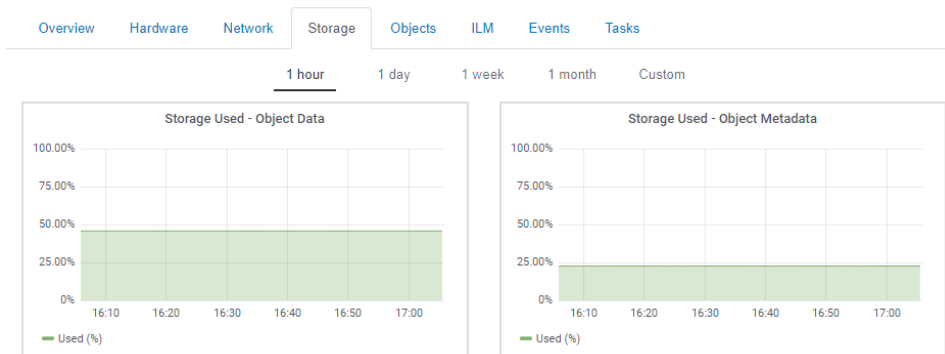 Overview Hardware Network Storage Objects ILM Events Tasks
1 hour 1 day 1 week 1 month Custom
Storage Used - Object Data
100.00%
75.00%
50.00%
25.00%
0%
16:10 16:20 16:30 16:40 16:50 17:00
Used (%)
Storage Used - Object Metadata
100.00%
75.00%
50.00%
25.00%
0%
16:10 16:20 16:30 16:40 16:50 17:00
Used (%)